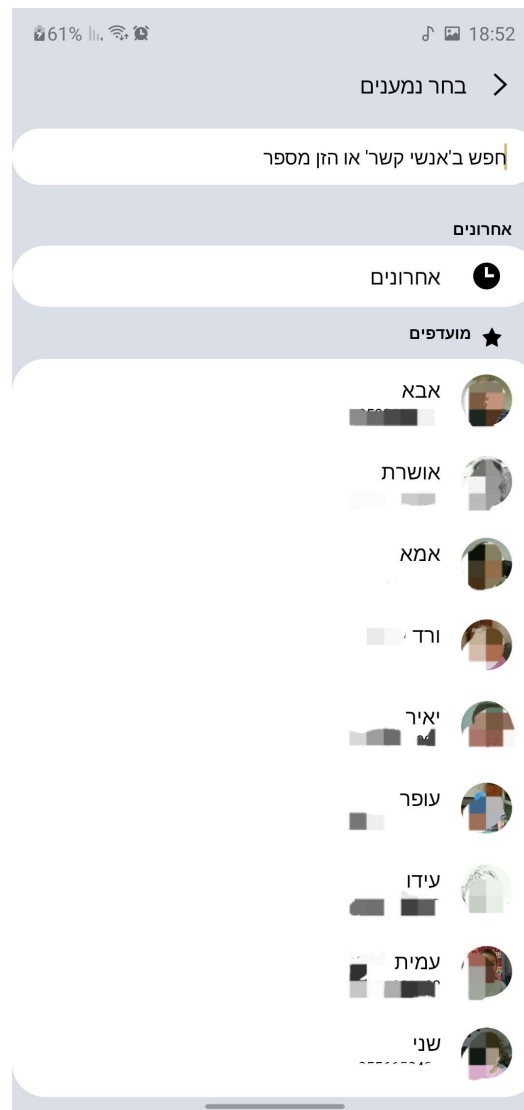 61% 18:52
בחר נמענים
חפש ב'אנשי קשר' או הזן מספר
אחרונים
אחרונים
מועדפים
אבא
אושרת
אמא
ורד
יאיר
עופר
עידו
עמית
שני